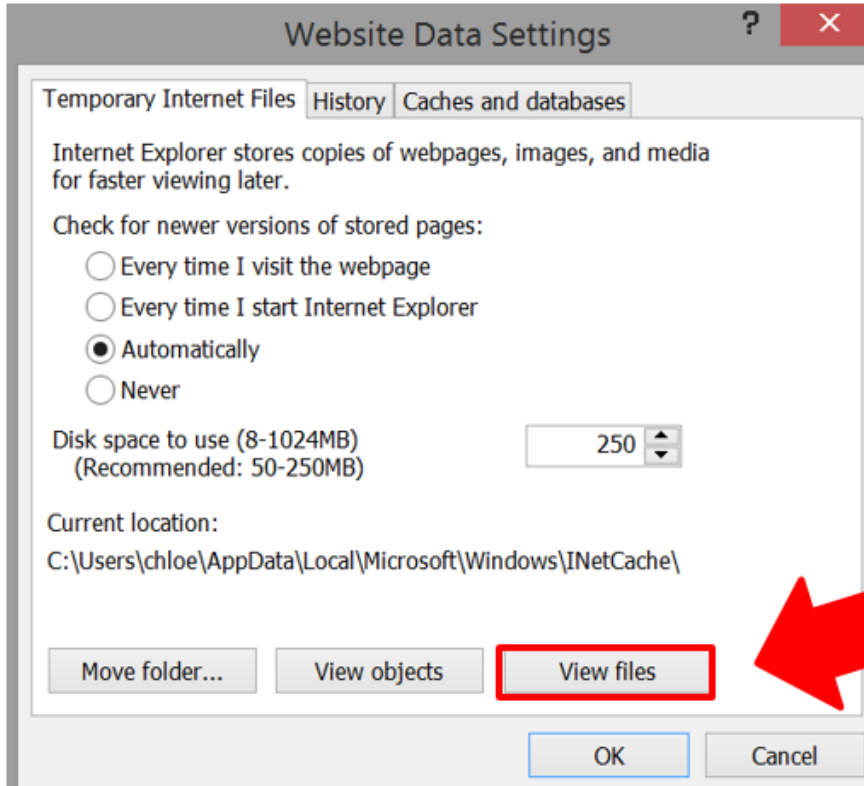 Website Data Settings
?
Temporary Internet Files History Caches and databases
Internet Explorer stores copies of webpages, images, and media
for faster viewing later.
Check for newer versions of stored pages:
Every time I visit the webpage
Every time I start Internet Explorer
Automatically
Never
Disk space to use (8-1024MB) 250
(Recommended: 50-250MB)
Current location:
C:\Users\chloe\AppData\Local\Microsoft\Windows\INetCache\
Move folder... View objects View files
OK Cancel